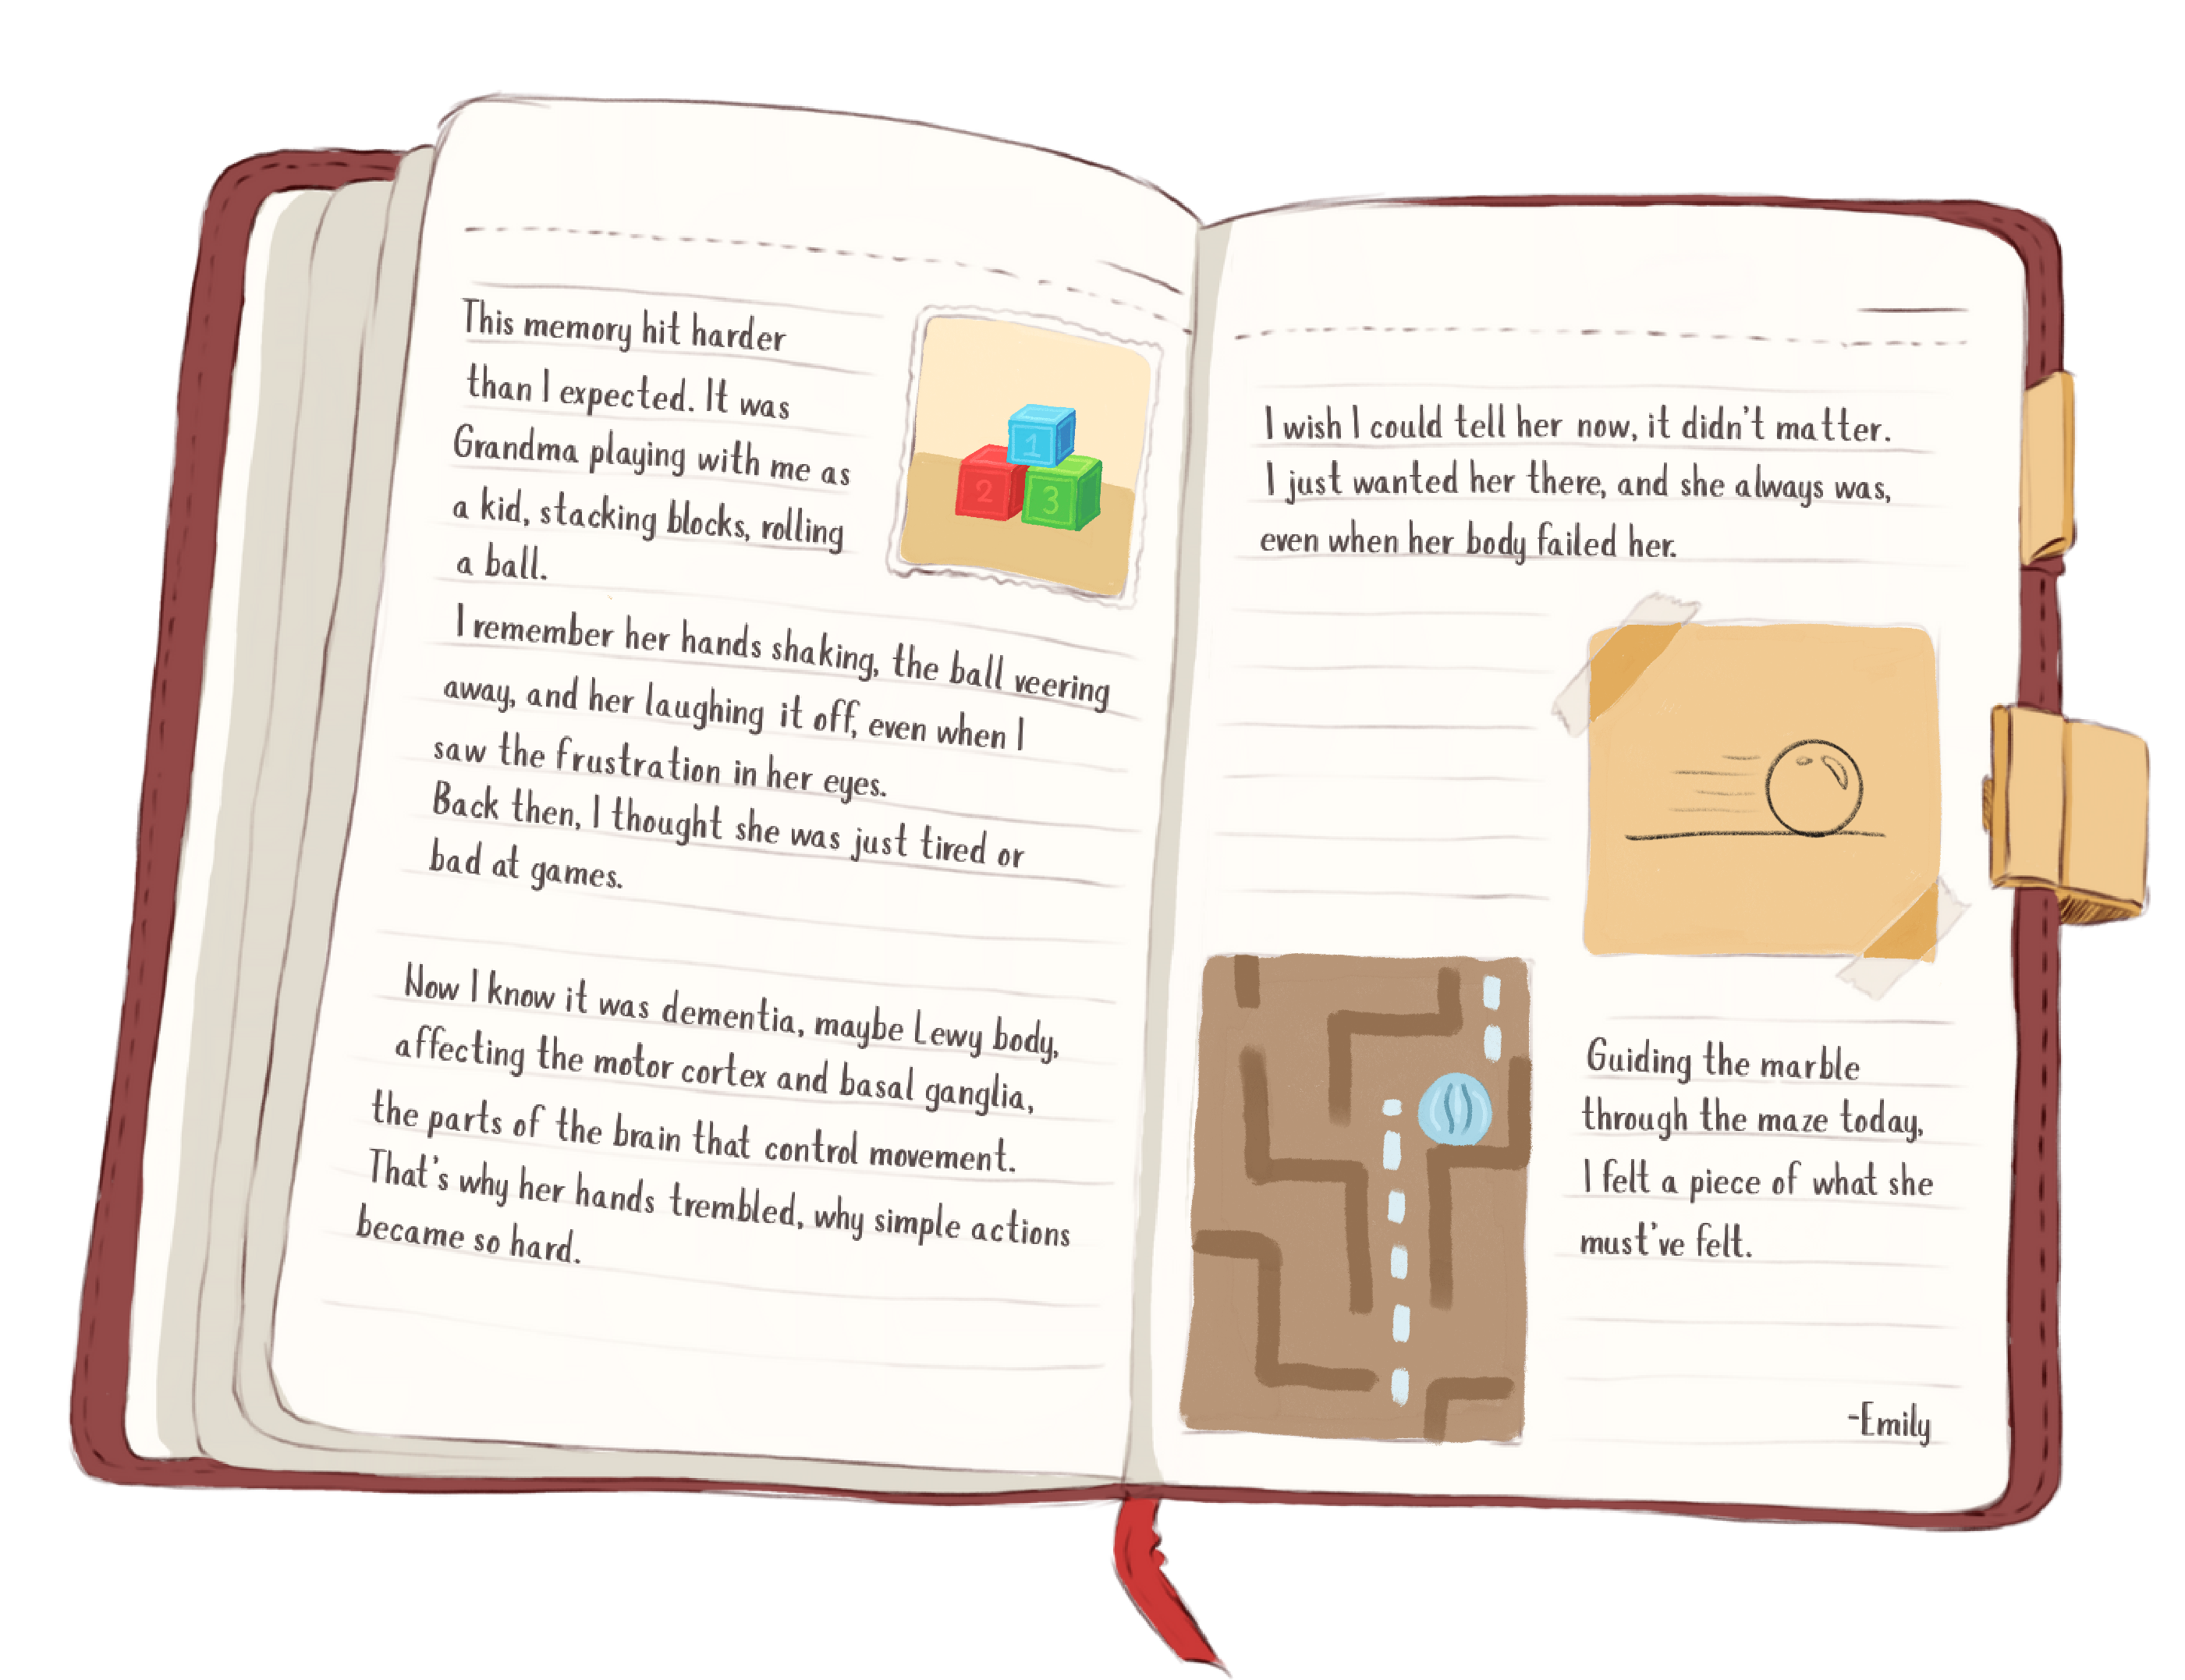 This memory hit harder
than I expected. It was
Grandma playing with me as
a kid, stacking blocks, rolling
a ball.
I remember her hands shaking, the ball veering
away, and her laughing it off, even when I
saw the frustration in her eyes.
Back then, I thought she was just tired or
bad at games.
Now I know it was dementia, maybe Lewy body,
affecting the motor cortex and basal ganglia,
the parts of the brain that control movement.
That's why her hands trembled, why simple actions
became so hard.
1
2
3
I wish I could tell her now, it didn't matter.
I just wanted her there, and she always was,
even when her body failed her.
Guiding the marble
through the maze today,
I felt a piece of what she
must've felt.
-Emily